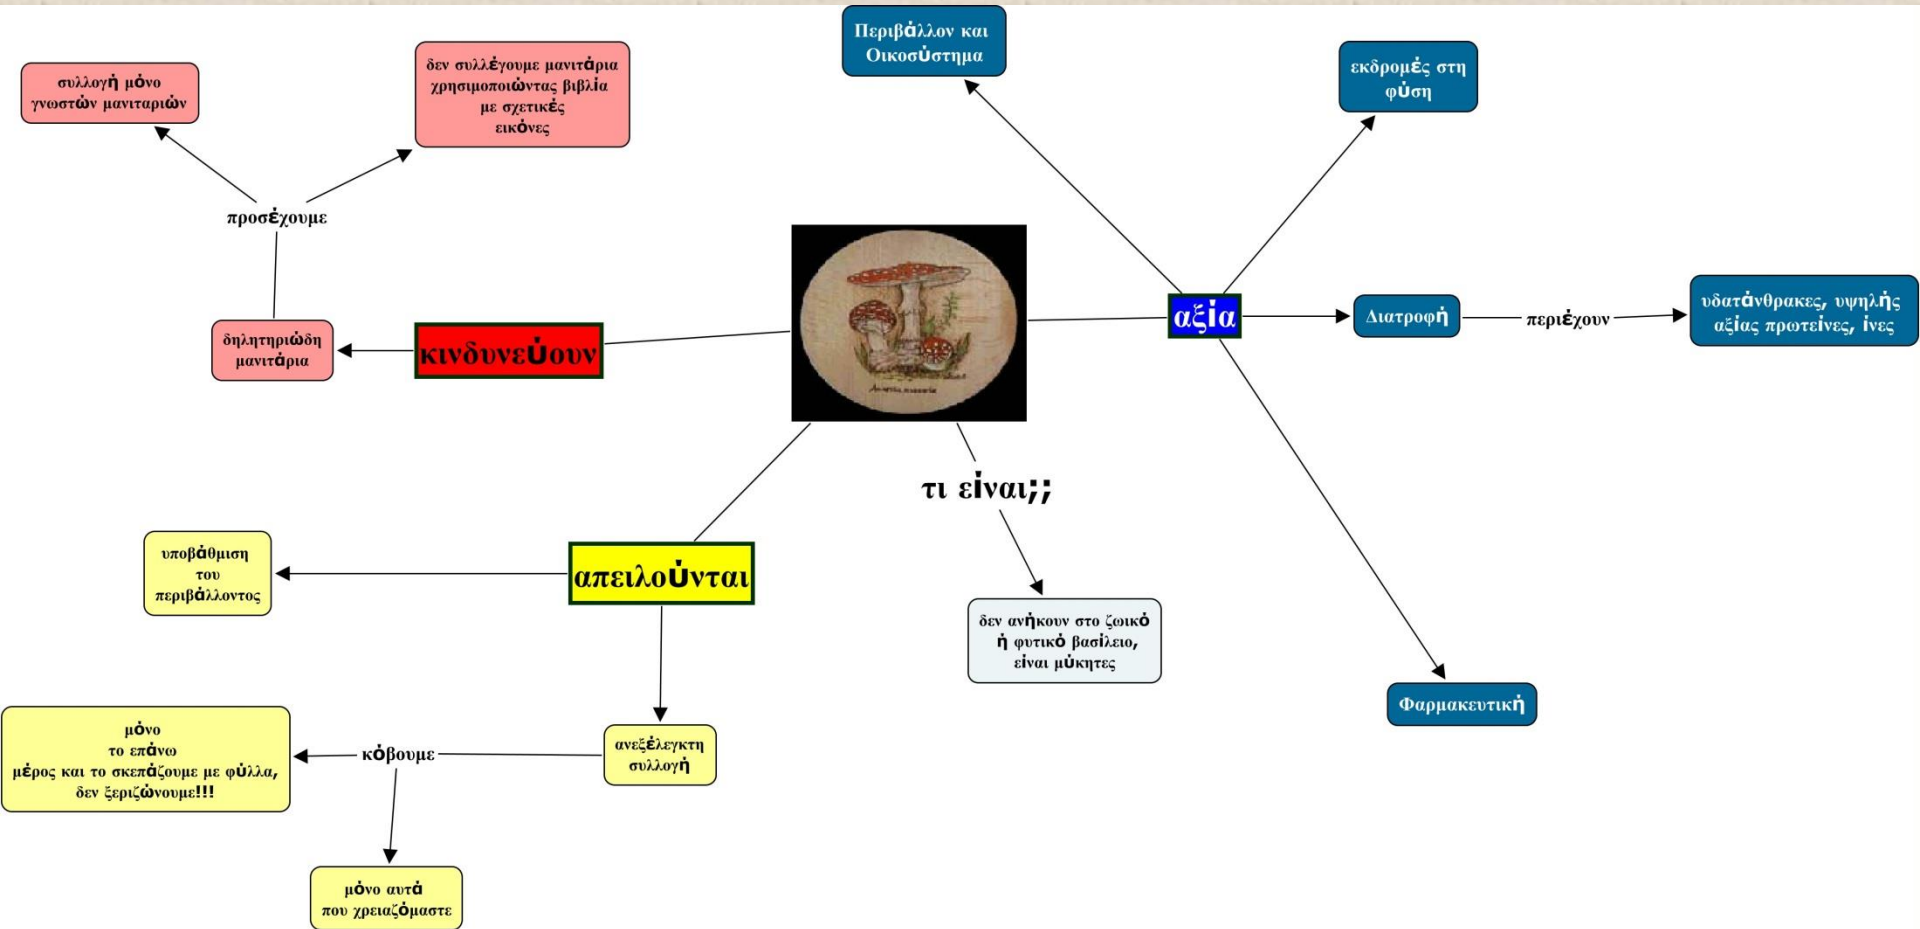 Περιβάλλον και
Οικοσύστημα
εκδρομές στη
φύση
συλλογή μόνο
γνωστών μανιταριών
δεν συλλέγουμε μανιτάρια
χρησιμοποιώντας βιβλία
με σχετικές
εικόνες
προσέχουμε
δηλητηριώδη
μανιτάρια
κινδυνεύουν
αξία
Διατροφή
περιέχουν
υδατάνθρακες, υψηλής
αξίας πρωτείνες, ίνες
τι είναι;;
δεν ανήκουν στο ζωικό
ή φυτικό βασίλειο,
είναι μύκητες
απειλούνται
υποβάθμιση
του
περιβάλλοντος
Φαρμακευτική
ανεξέλεγκτη
συλλογή
κόβουμε
μόνο
το επάνω
μέρος και το σκεπάζουμε με φύλλα,
δεν ξεριζώνουμε!!!
μόνο αυτά
που χρειαζόμαστε